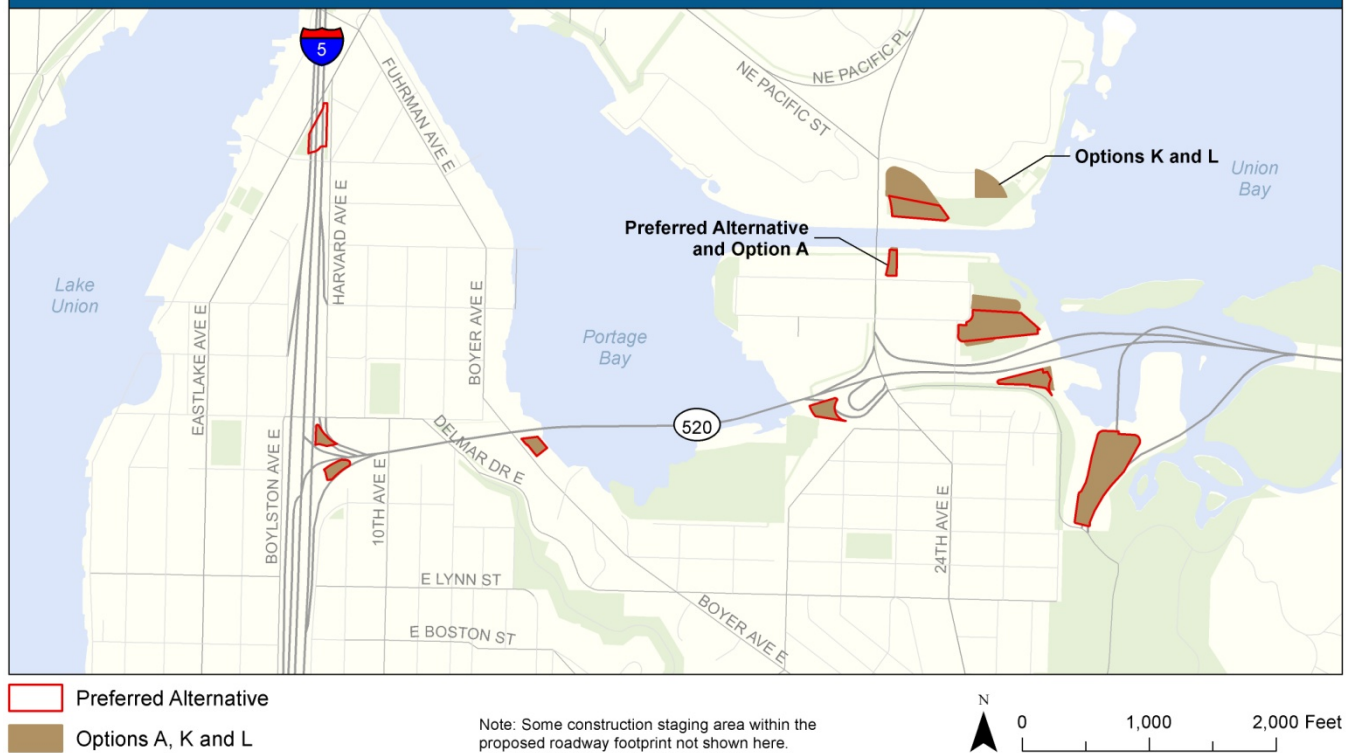 5
FUHRMAN AVE E
NE PACIFIC PL
NE PACIFIC ST
Options K and L
Union
Bay
HARVARD AVE E
Preferred Alternative
and Option A
Lake
Union
EASTLAKE AVE E
BOYER AVE E
Portage
Bay
520
DELMAR DR E
BOYLSTON AVE E
10TH AVE E
24TH AVE E
E LYNN ST
BOYER AVE E
E BOSTON ST
Preferred Alternative
Options A, K and L
Note: Some construction staging area within the
proposed roadway footprint not shown here.
N
0 1,000 2,000 Feet